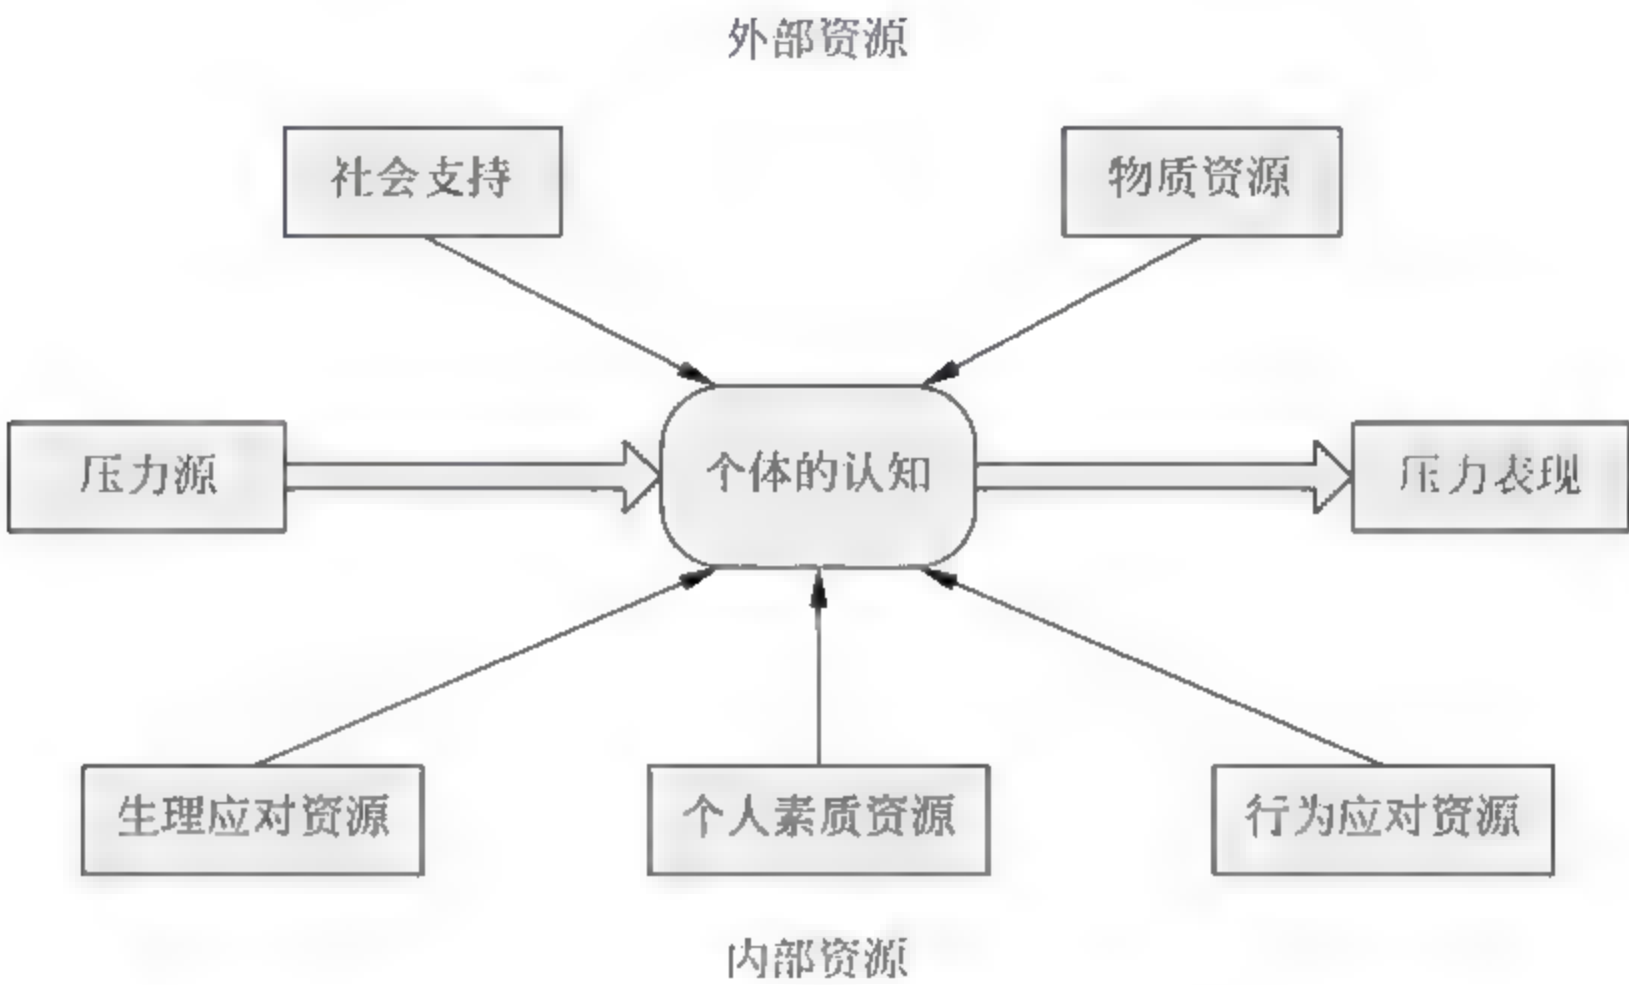 外部资源
社会支持
物质资源
压力源
个体的认知
压力表现
生理应对资源
个人素质资源
行为应对资源
内部资源